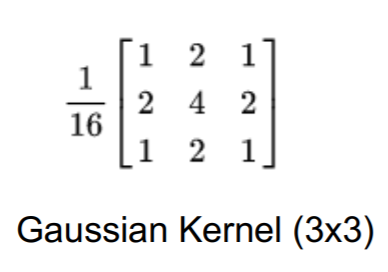 1/16 [1 2 1
2 4 2
1 2 1]
Gaussian Kernel (3x3)